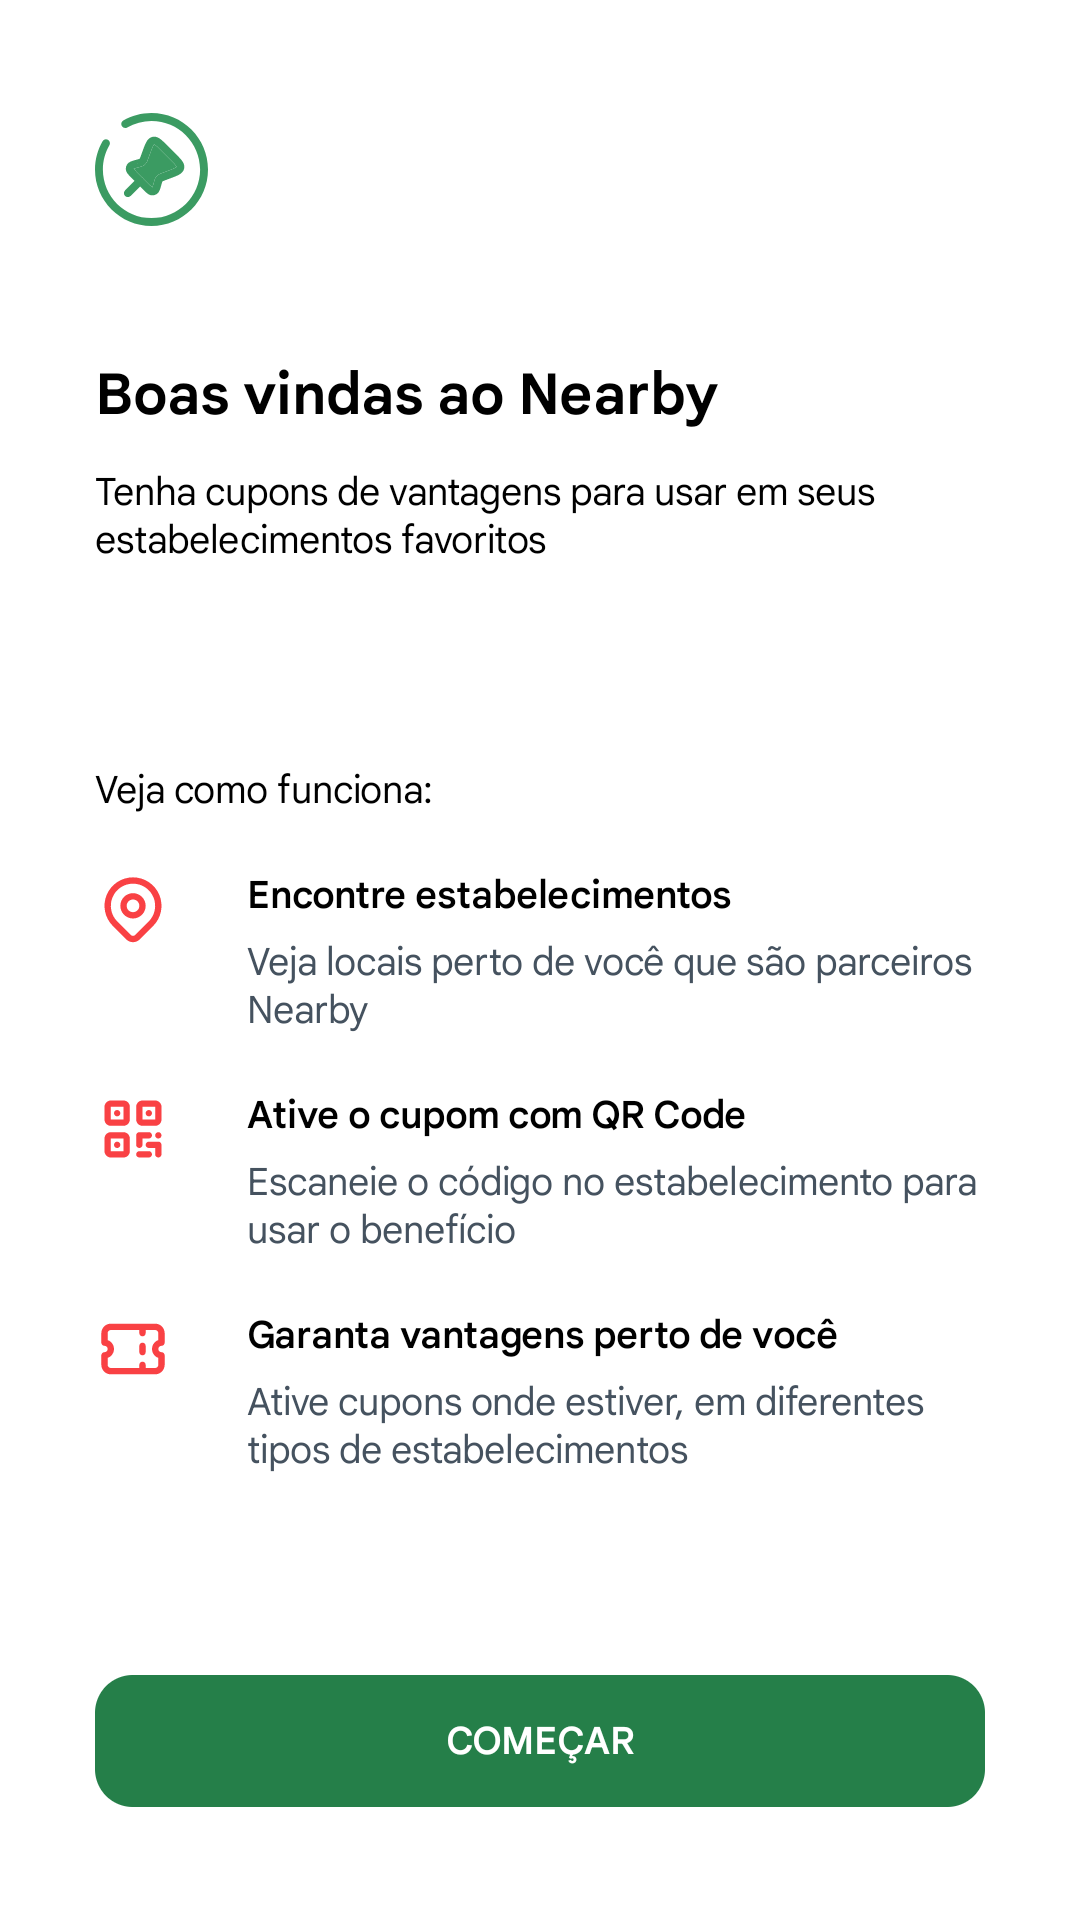 Boas vindas ao Nearby
Tenha cupons de vantagens para usar em seus
estabelecimentos favoritos
Veja como funciona:
Encontre estabelecimentos
Veja locais perto de você que são parceiros
Nearby
Ative o cupom com QR Code
Escaneie o código no estabelecimento para
usar o benefício
Garanta vantagens perto de você
Ative cupons onde estiver, em diferentes
tipos de estabelecimentos
COMEÇAR